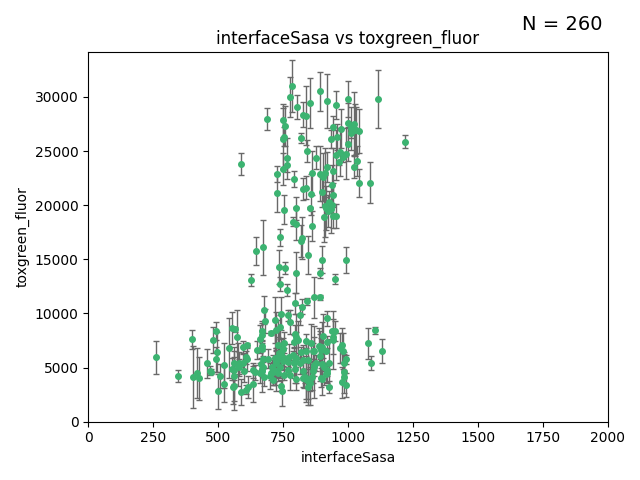 N = 260
interfaceSasa vs toxgreen_fluor
toxgreen_fluor
30000
25000
20000
15000
10000
5000
0
0 250 500 750 1000 1250 1500 1750 2000
interfaceSasa